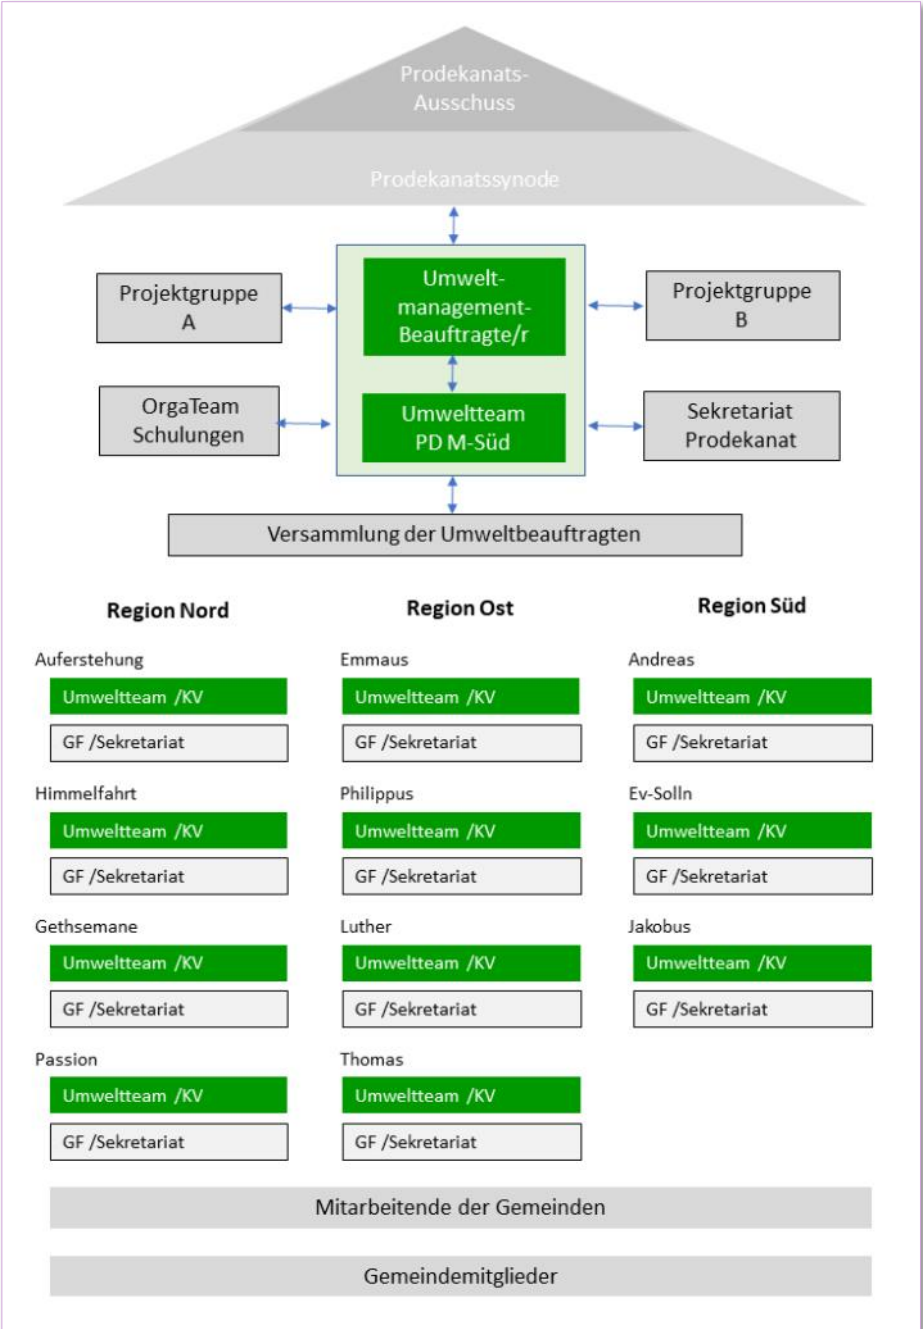 Prodekanats-
Ausschuss
Prodekanatssynode
Projektgruppe
A
Umwelt-
management-
Beauftragte/r
Projektgruppe
B
OrgaTeam
Schulungen
Umweltteam
PD M-Süd
Sekretariat
Prodekanat
Versammlung der Umweltbeauftragten
Region Nord
Auferstehung
Umweltteam /KV
GF /Sekretariat
Himmelfahrt
Umweltteam /KV
GF /Sekretariat
Gethsemane
Umweltteam /KV
GF /Sekretariat
Passion
Umweltteam /KV
GF /Sekretariat
Region Ost
Emmaus
Umweltteam /KV
GF /Sekretariat
Philippus
Umweltteam /KV
GF /Sekretariat
Luther
Umweltteam /KV
GF /Sekretariat
Thomas
Umweltteam /KV
GF /Sekretariat
Region Süd
Andreas
Umweltteam /KV
GF /Sekretariat
Ev-Solln
Umweltteam /KV
GF /Sekretariat
Jakobus
Umweltteam /KV
GF /Sekretariat
Mitarbeitende der Gemeinden
Gemeindemitglieder